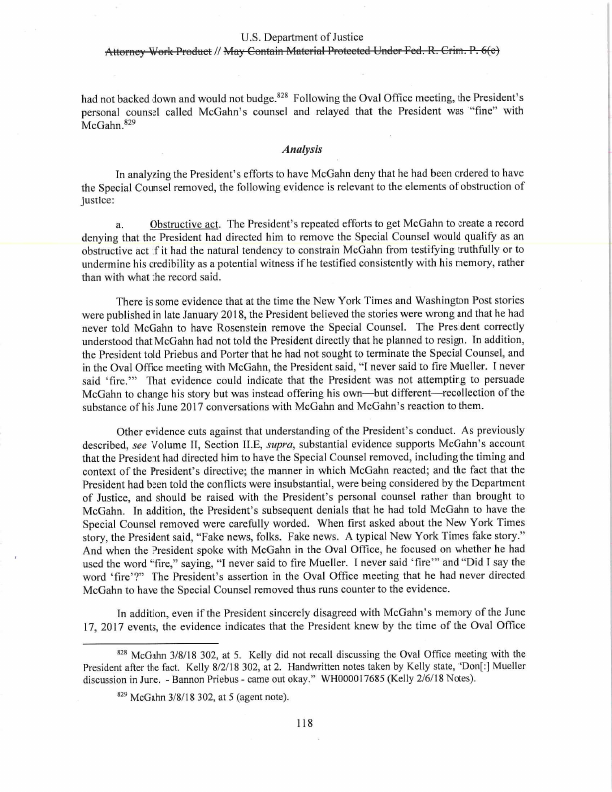 U.S. Department of Justice
Attorney Work Product // May Contain Material Protected Under Fed. R. Crim. P. 6(e)
had not backed down and would not budge.828 Following the Oval Office meeting, the President's
personal counsel called McGahn's counsel and relayed that the President was "fine" with
McGahn.829
Analysis
In analyzing the President's efforts to have McGahn deny that he had been ordered to have
the Special Counsel removed, the following evidence is relevant to the elements of obstruction of
justice:
a. Obstructive act. The President's repeated efforts to get McGahn to create a record
denying that the President had directed him to remove the Special Counsel would qualify as an
obstructive act if it had the natural tendency to constrain McGahn from testifying truthfully or to
undermine his credibility as a potential witness if he testified consistently with his memory, rather
than with what the record said.
There is some evidence that at the time the New York Times and Washington Post stories
were published in late January 2018, the President believed the stories were wrong and that he had
never told McGahn to have Rosenstein remove the Special Counsel. The President correctly
understood that McGahn had not told the President directly that he planned to resign. In addition,
the President told Priebus and Porter that he had not sought to terminate the Special Counsel, and
in the Oval Office meeting with McGahn, the President said, "I never said to fire Mueller. I never
said 'fire.'" That evidence could indicate that the President was not attempting to persuade
McGahn to change his story but was instead offering his own—but different—recollection of the
substance of his June 2017 conversations with McGahn and McGahn's reaction to them.
Other evidence cuts against that understanding of the President's conduct. As previously
described, see Volume II, Section II.E, supra, substantial evidence supports McGahn's account
that the President had directed him to have the Special Counsel removed, including the timing and
context of the President's directive; the manner in which McGahn reacted; and the fact that the
President had been told the conflicts were insubstantial, were being considered by the Department
of Justice, and should be raised with the President's personal counsel rather than brought to
McGahn. In addition, the President's subsequent denials that he had told McGahn to have the
Special Counsel removed were carefully worded. When first asked about the New York Times
story, the President said, "Fake news, folks. Fake news. A typical New York Times fake story."
And when the President spoke with McGahn in the Oval Office, he focused on whether he had
used the word "fire," saying, "I never said to fire Mueller. I never said 'fire'" and "Did I say the
word 'fire'?" The President's assertion in the Oval Office meeting that he had never directed
McGahn to have the Special Counsel removed thus runs counter to the evidence.
In addition, even if the President sincerely disagreed with McGahn's memory of the June
17, 2017 events, the evidence indicates that the President knew by the time of the Oval Office
828 McGahn 3/8/18 302, at 5. Kelly did not recall discussing the Oval Office meeting with the
President after the fact. Kelly 8/2/18 302, at 2. Handwritten notes taken by Kelly state, "Don[:] Mueller
discussion in June. - Bannon Priebus - came out okay." WH000017685 (Kelly 2/6/18 Notes).
829 McGahn 3/8/18 302, at 5 (agent note).
118